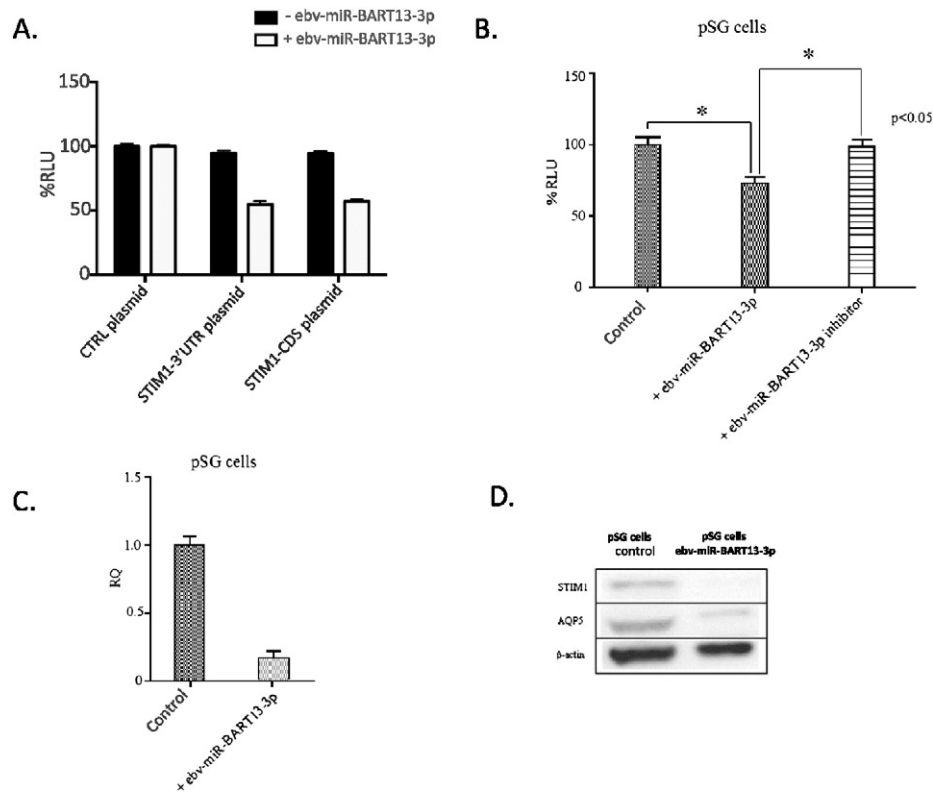 A.
- ebv-miR-BART13-3p
+ ebv-miR-BART13-3p
150
100
50
0
%RLU
CTRL plasmid
STIM1-3'UTR plasmid
STIM1-CDS plasmid
B.
pSG cells
*
*
p<0.05
150
100
50
0
%RLU
Control
+ ebv-miR-BART13-3p
+ ebv-miR-BART13-3p inhibitor
C.
pSG cells
1.5
1.0
0.5
0
RQ
Control
+ ebv-miR-BART13-3p
D.
pSG cells
control
pSG cells
ebv-miR-BART13-3p
STIM1
AQP5
β-actin